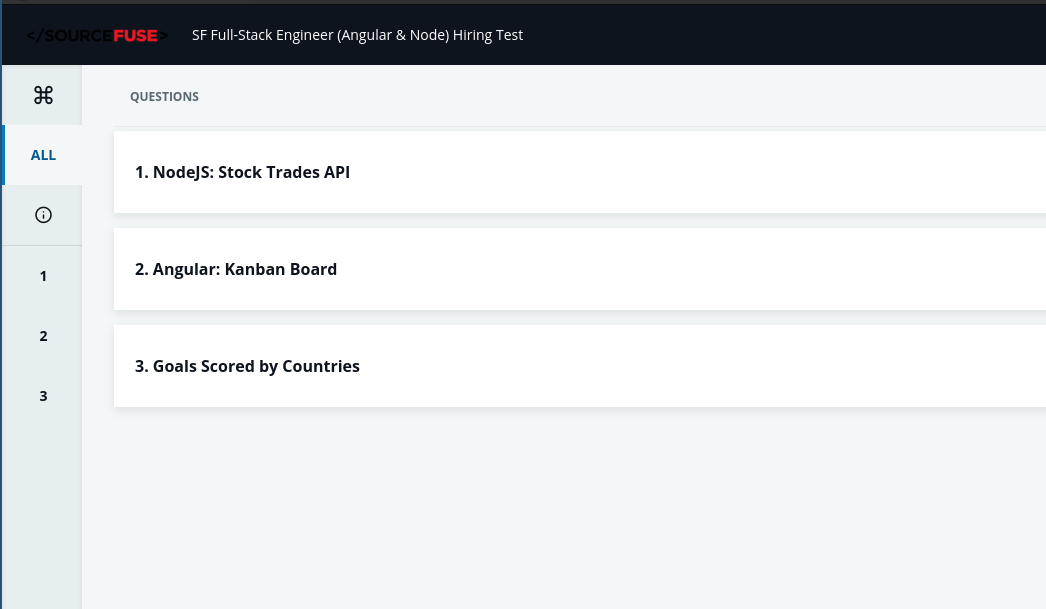 </SOURCEFUSE>
SF Full-Stack Engineer (Angular & Node) Hiring Test
QUESTIONS
ALL
1. NodeJS: Stock Trades API
2. Angular: Kanban Board
3. Goals Scored by Countries
1
2
3